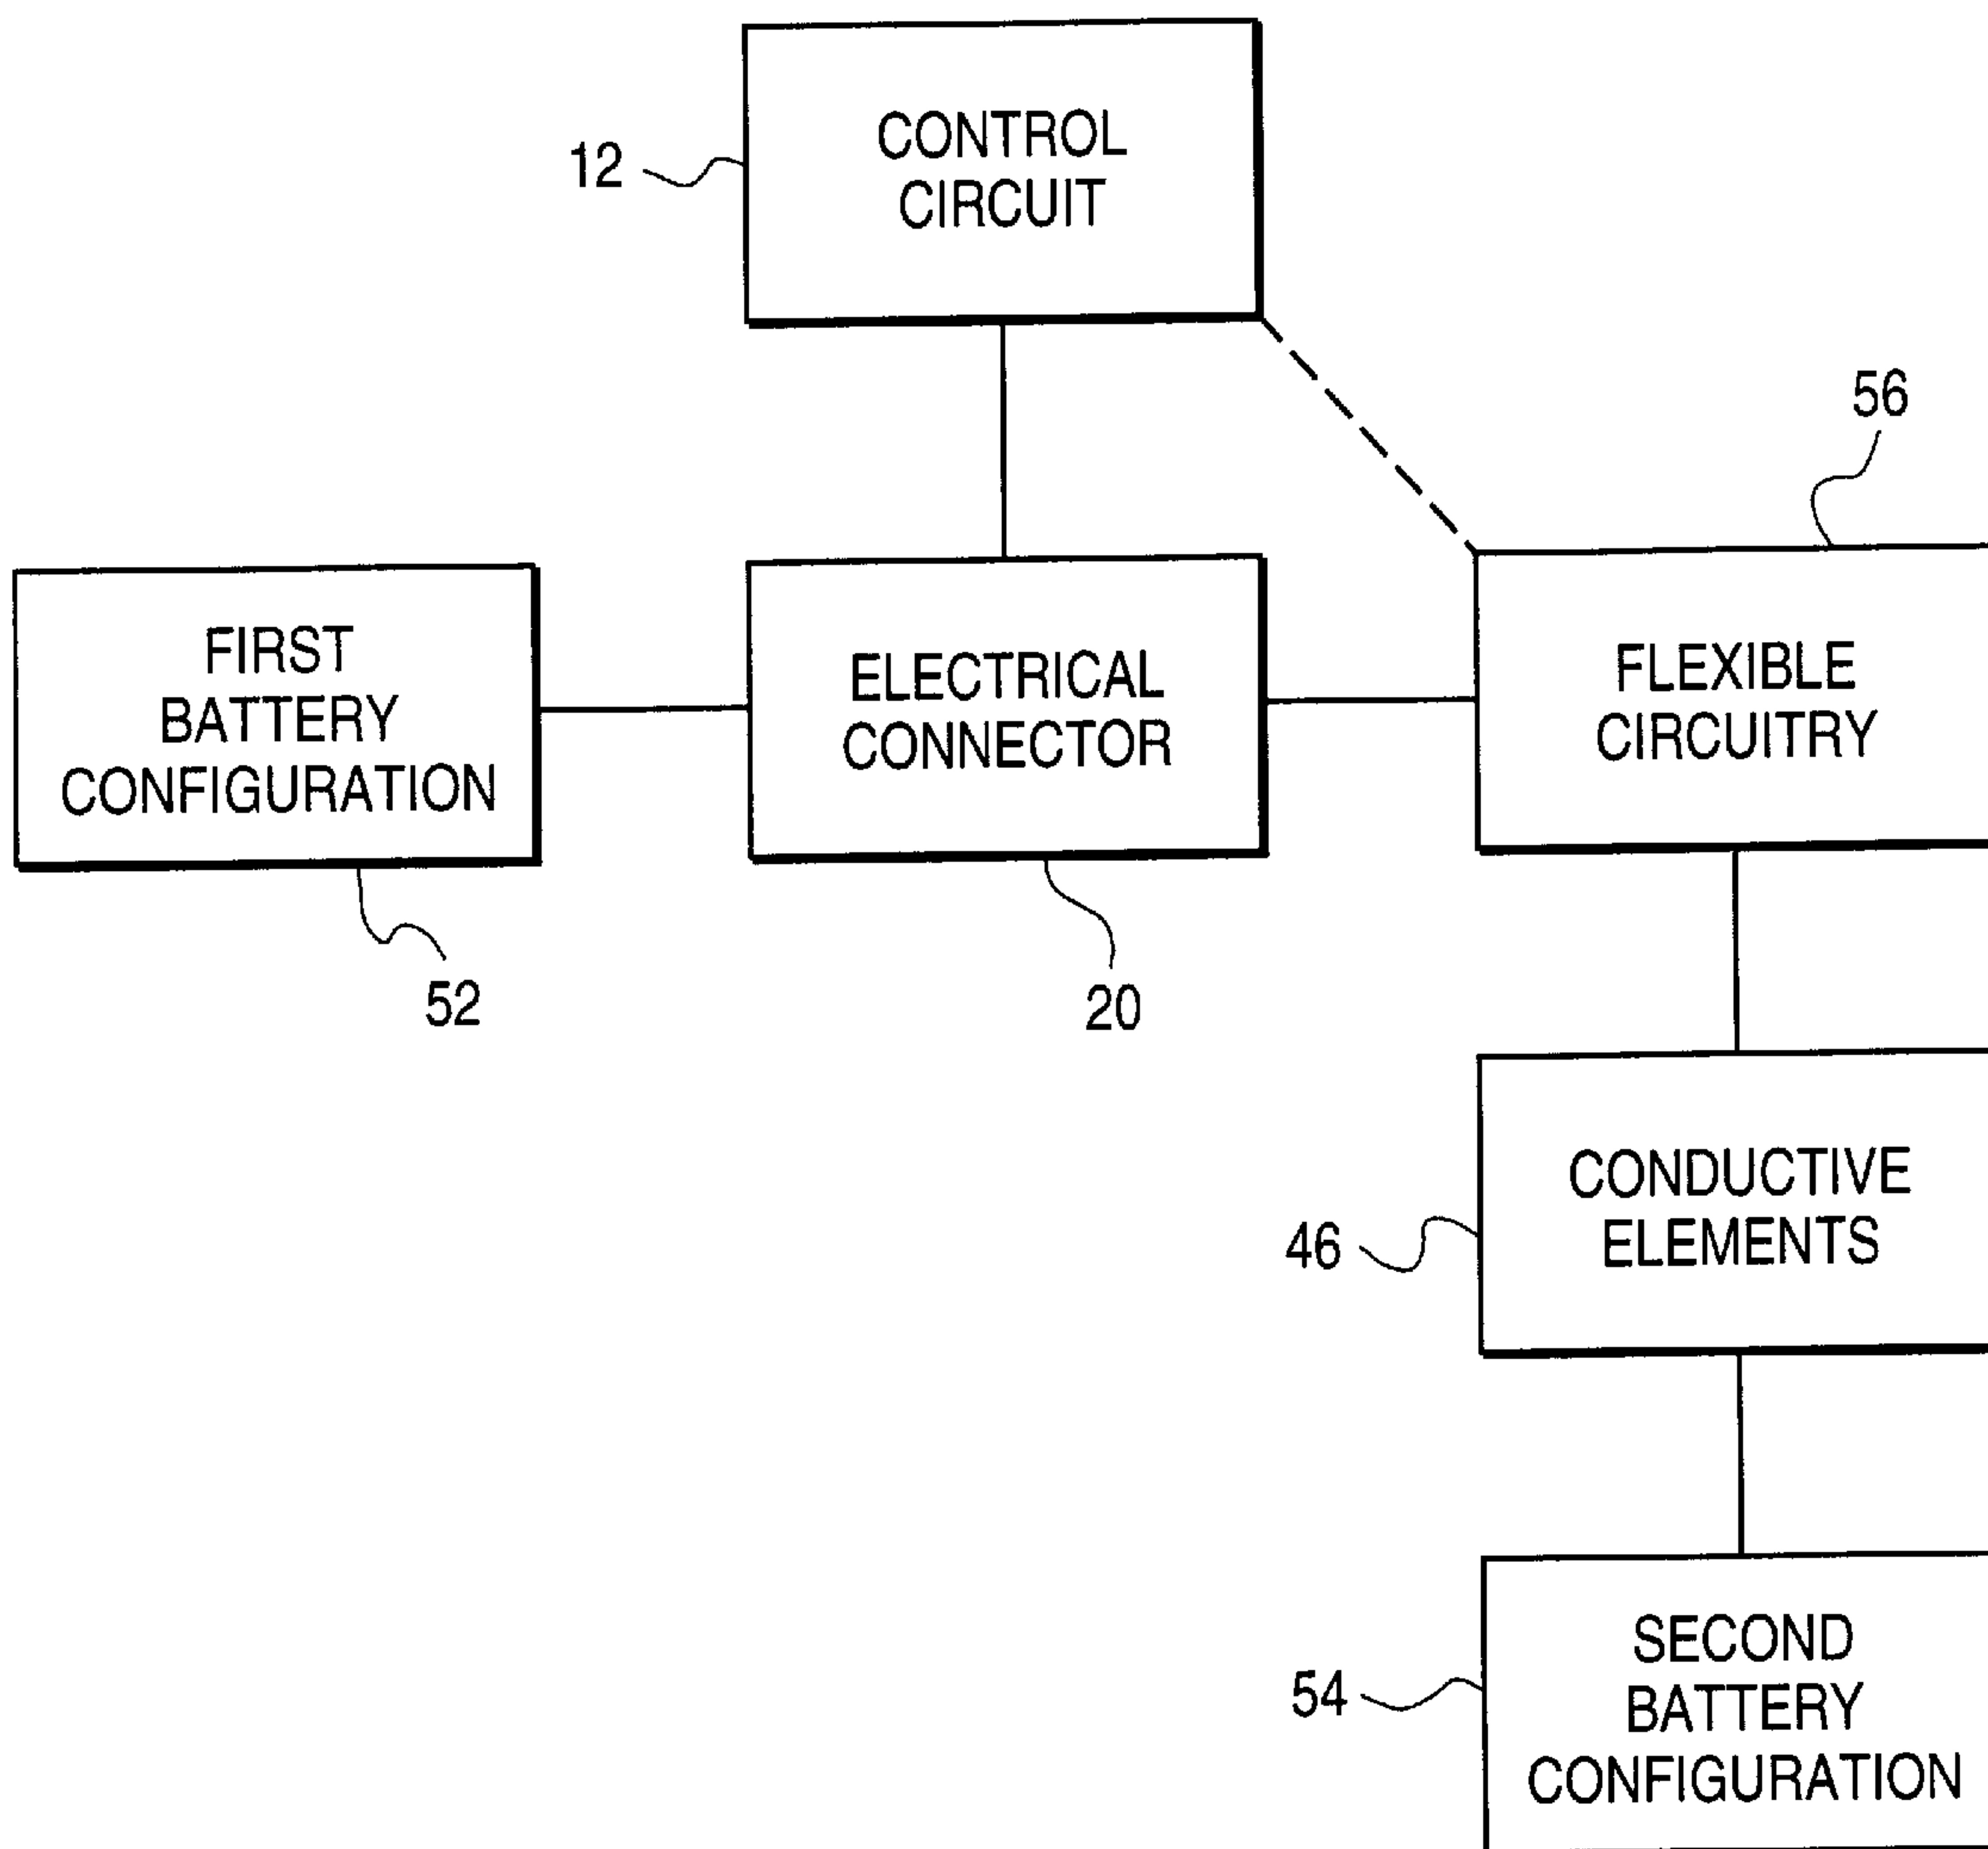 CONTROL
CIRCUIT
12
56
FIRST
BATTERY
CONFIGURATION
ELECTRICAL
CONNECTOR
FLEXIBLE
CIRCUITRY
52
20
CONDUCTIVE
ELEMENTS
46
SECOND
BATTERY
CONFIGURATION
54